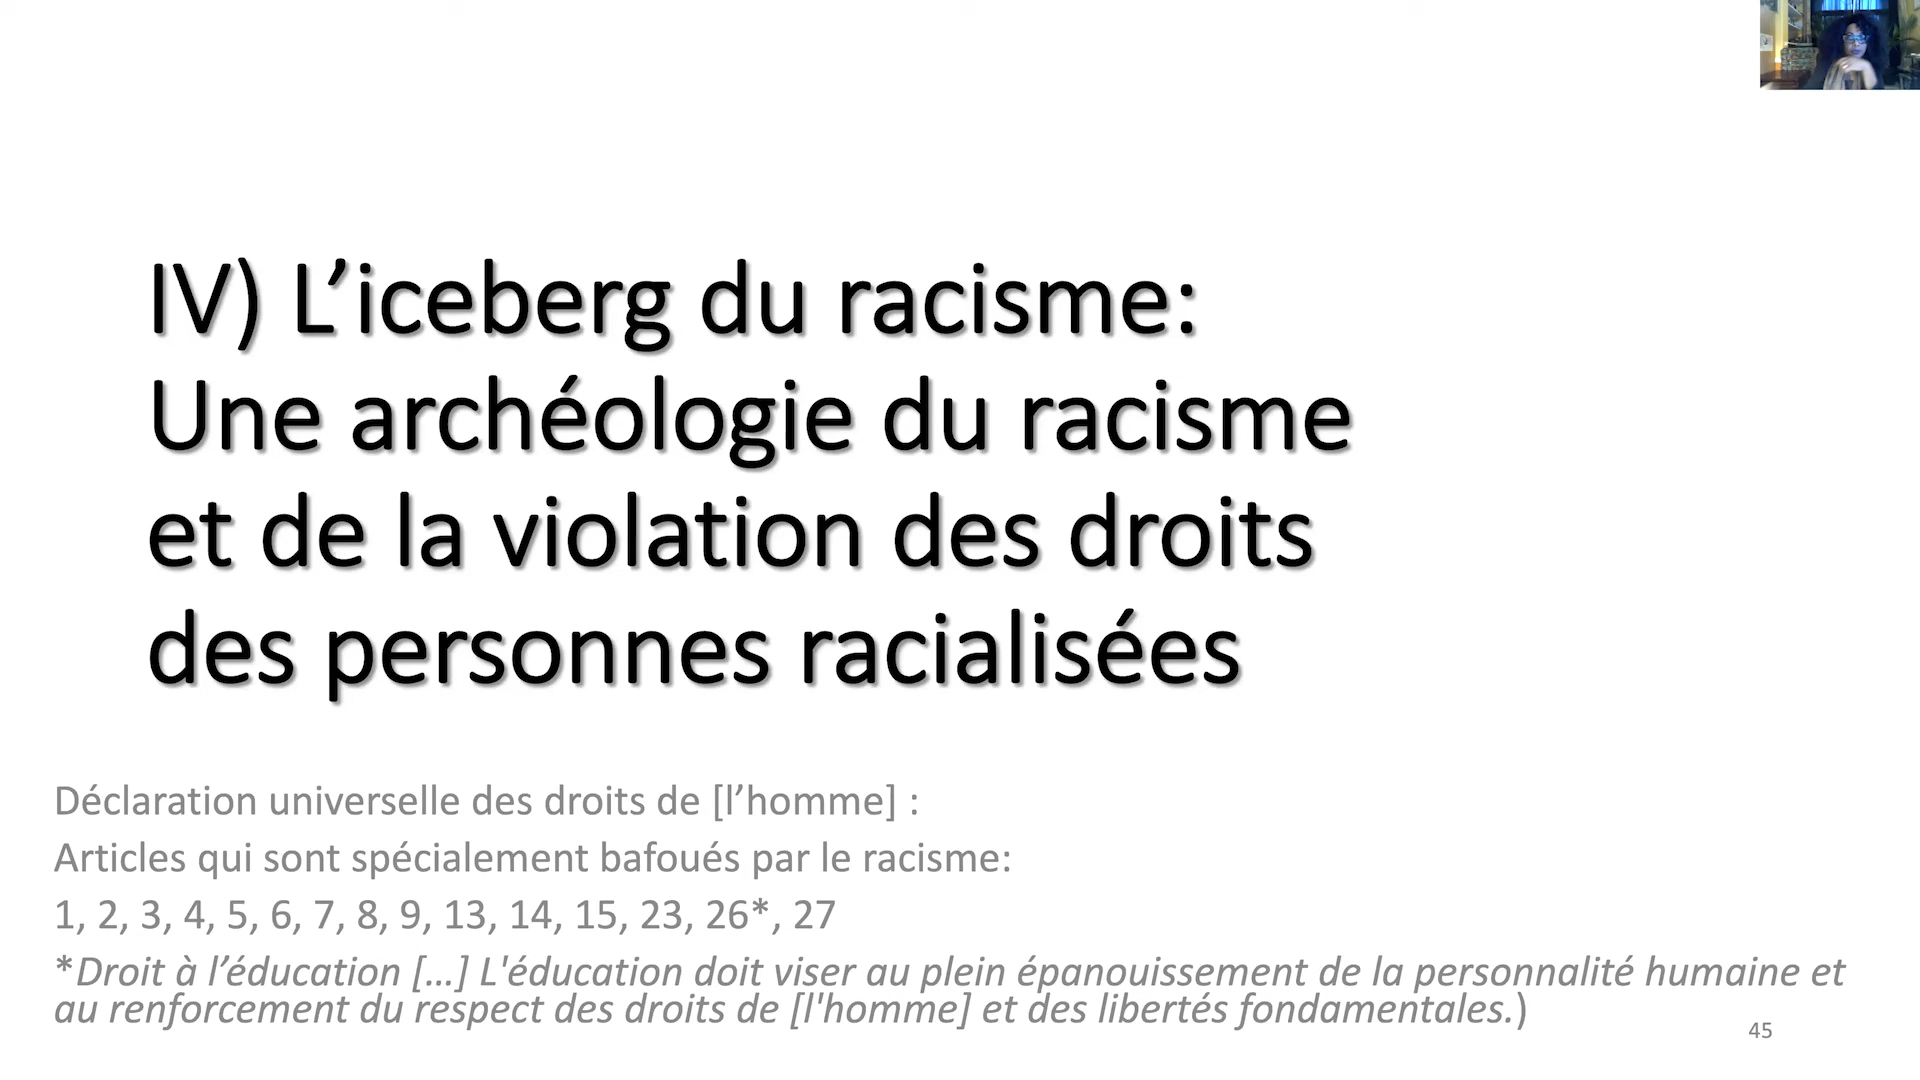 IV) L’iceberg du racisme:
Une archéologie du racisme
et de la violation des droits
des personnes racialisées
Déclaration universelle des droits de [l’homme] :
Articles qui sont spécialement bafoués par le racisme:
1, 2, 3, 4, 5, 6, 7, 8, 9, 13, 14, 15, 23, 26*, 27
*Droit à l’éducation […] L'éducation doit viser au plein épanouissement de la personnalité humaine et
au renforcement du respect des droits de [l'homme] et des libertés fondamentales.)
45